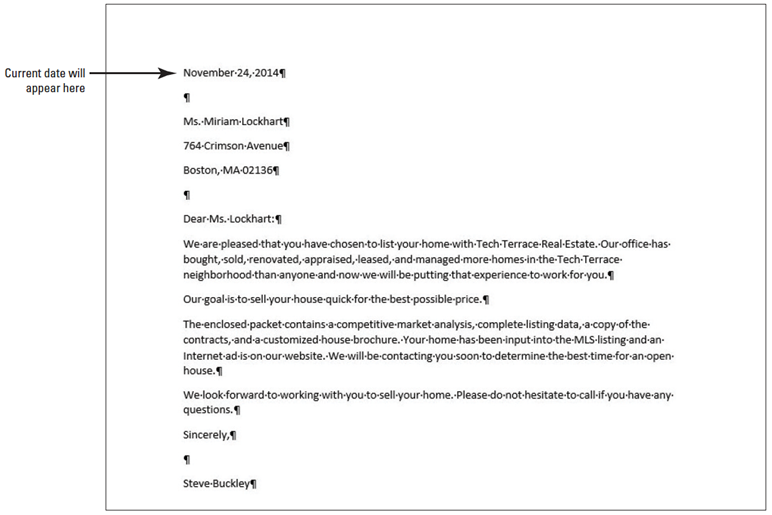 Current date will
appear here
November·24,·2014¶
¶
Ms.·Miriam·Lockhart¶
764·Crimson·Avenue¶
Boston,·MA·02136¶
¶
Dear·Ms.·Lockhart:¶
We·are·pleased·that·you·have·chosen·to·list·your·home·with·Tech·Terrace·Real·Estate.·Our·office·has·
bought,·sold,·renovated,·appraised,·leased,·and·managed·more·homes·in·the·Tech·Terrace·
neighborhood·than·anyone·and·now·we·will·be·putting·that·experience·to·work·for·you.¶
Our·goal·is·to·sell·your·house·quick·for·the·best·possible·price.¶
The·enclosed·packet·contains·a·competitive·market·analysis,·complete·listing·data,·a·copy·of·the·
contracts,·and·a·customized·house·brochure.·Your·home·has·been·input·into·the·MLS·listing·and·an·
Internet·ad·is·on·our·website.·We·will·be·contacting·you·soon·to·determine·the·best·time·for·an·open·
house.¶
We·look·forward·to·working·with·you·to·sell·your·home.·Please·do·not·hesitate·to·call·if·you·have·any·
questions.¶
Sincerely,¶
¶
Steve·Buckley¶